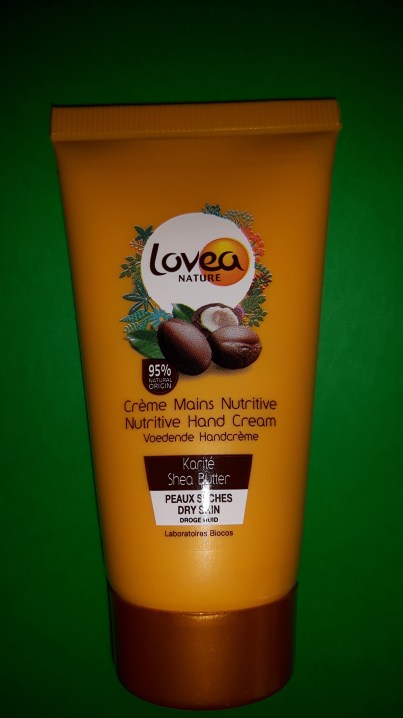 Lovea
NATURE
95%
NATURAL
ORIGIN
Crème Mains Nutritive
Nutritive Hand Cream
Voedende Handcrème
Karité
Shea Butter
PEAUX SÈCHES
DRY SKIN
DROGE HUID
Laboratoires Biocos